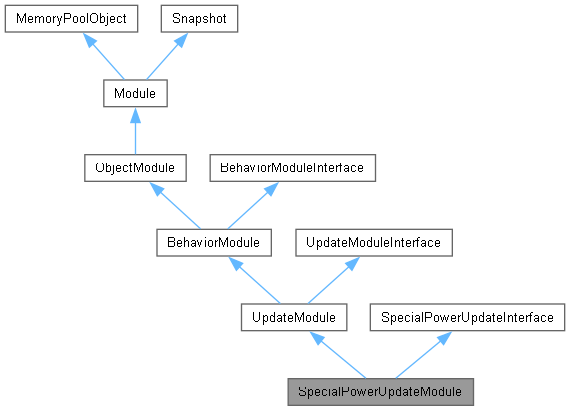 MemoryPoolObject
Snapshot
Module
ObjectModule
BehaviorModuleInterface
BehaviorModule
UpdateModuleInterface
UpdateModule
SpecialPowerUpdateInterface
SpecialPowerUpdateModule